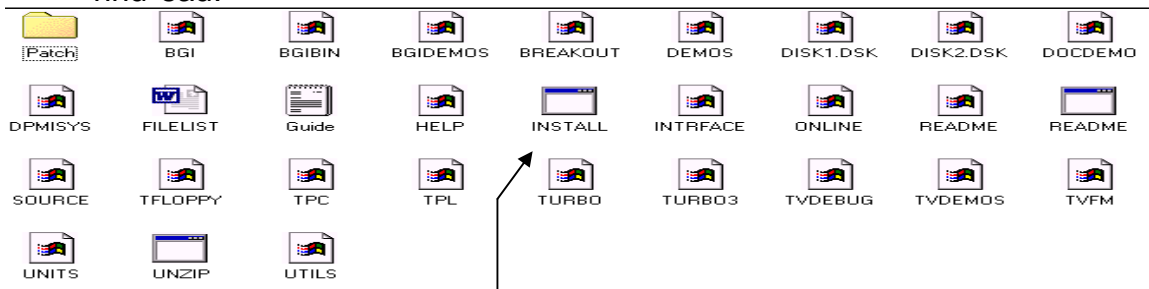 Patch BGI BGIBIN BGIDEMOS BREAKOUT DEMOS DISK1.DSK DISK2.DSK DOCDEMO
DPMISYS FILELIST Guide HELP INSTALL INTRFACE ONLINE README README
SOURCE TFLOPPY TPC TPL TURBO TURBO3 TVDEBUG TVDEMOS TVFM
UNITS UNZIP UTILS